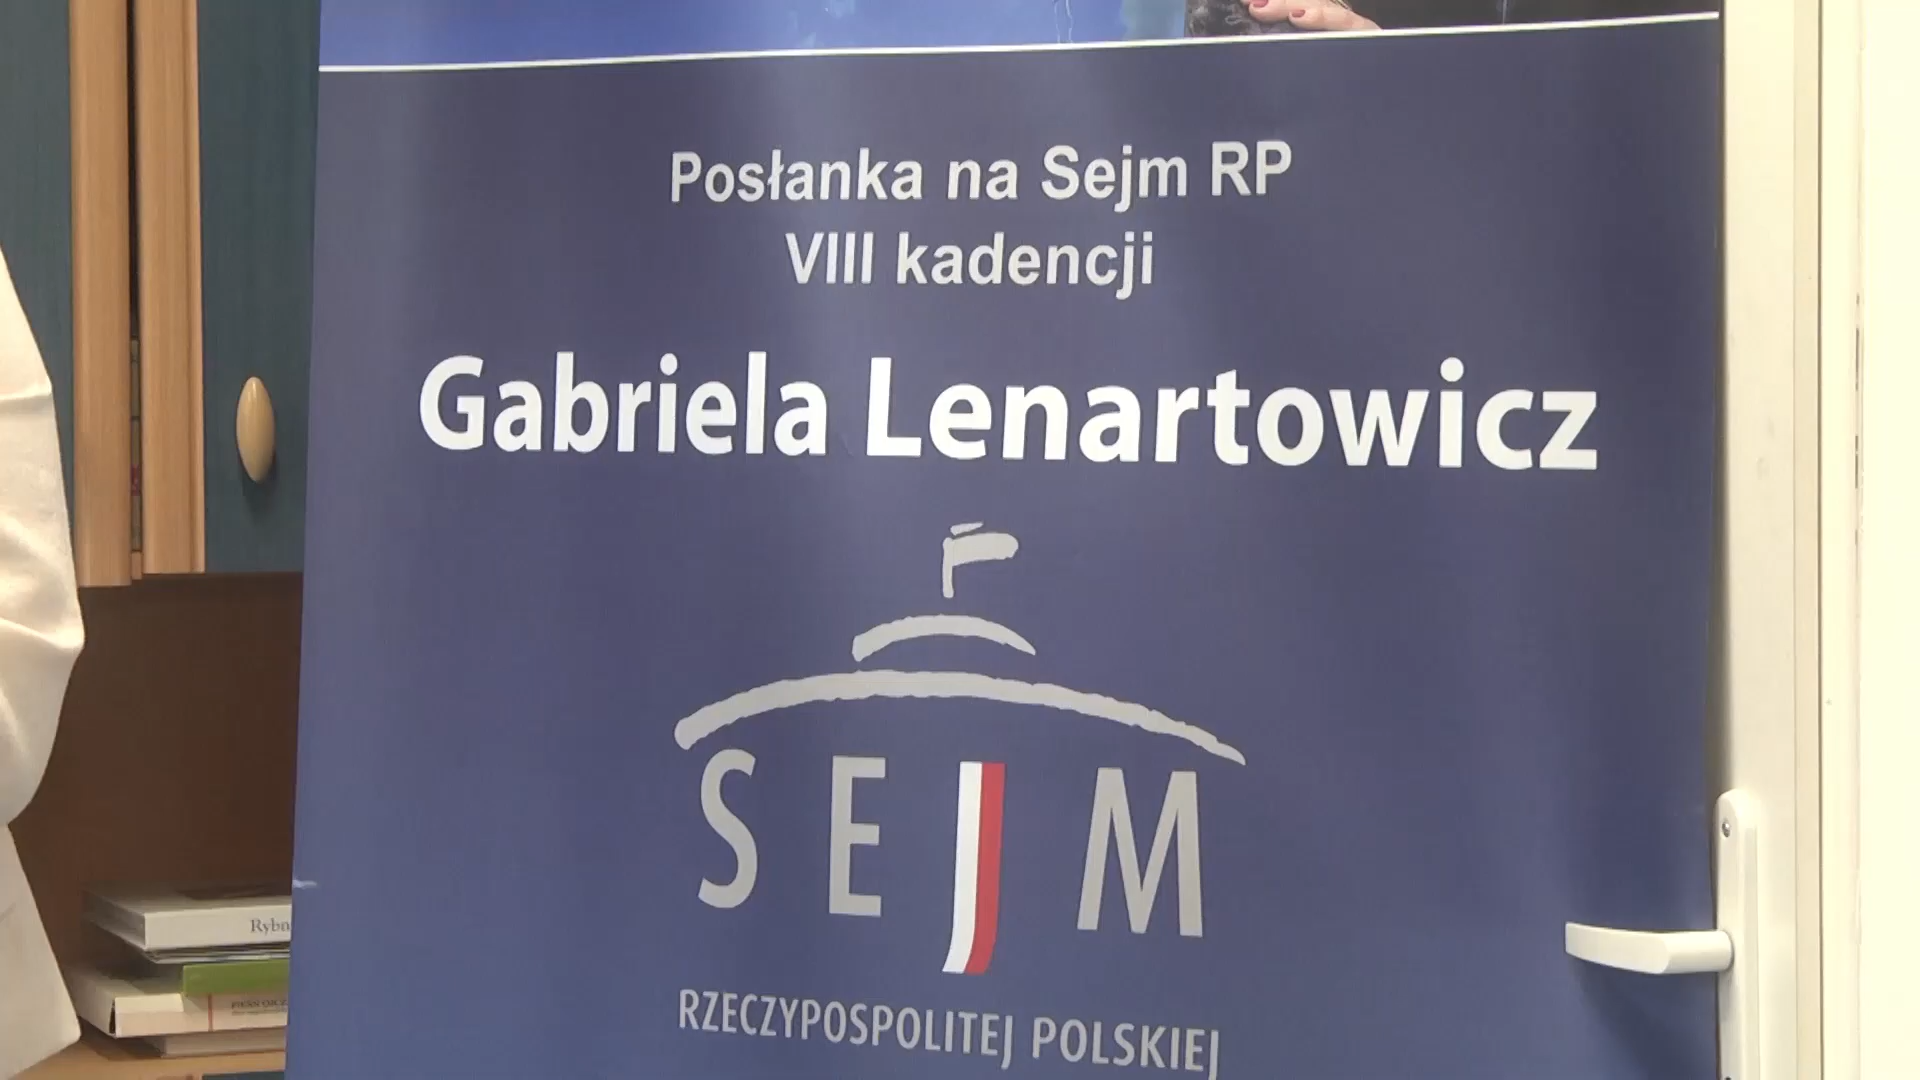 Posłanka na Sejm RP
VIII kadencji
Gabriela Lenartowicz
SEJM
RZECZYPOSPOLITEJ POLSKIEJ